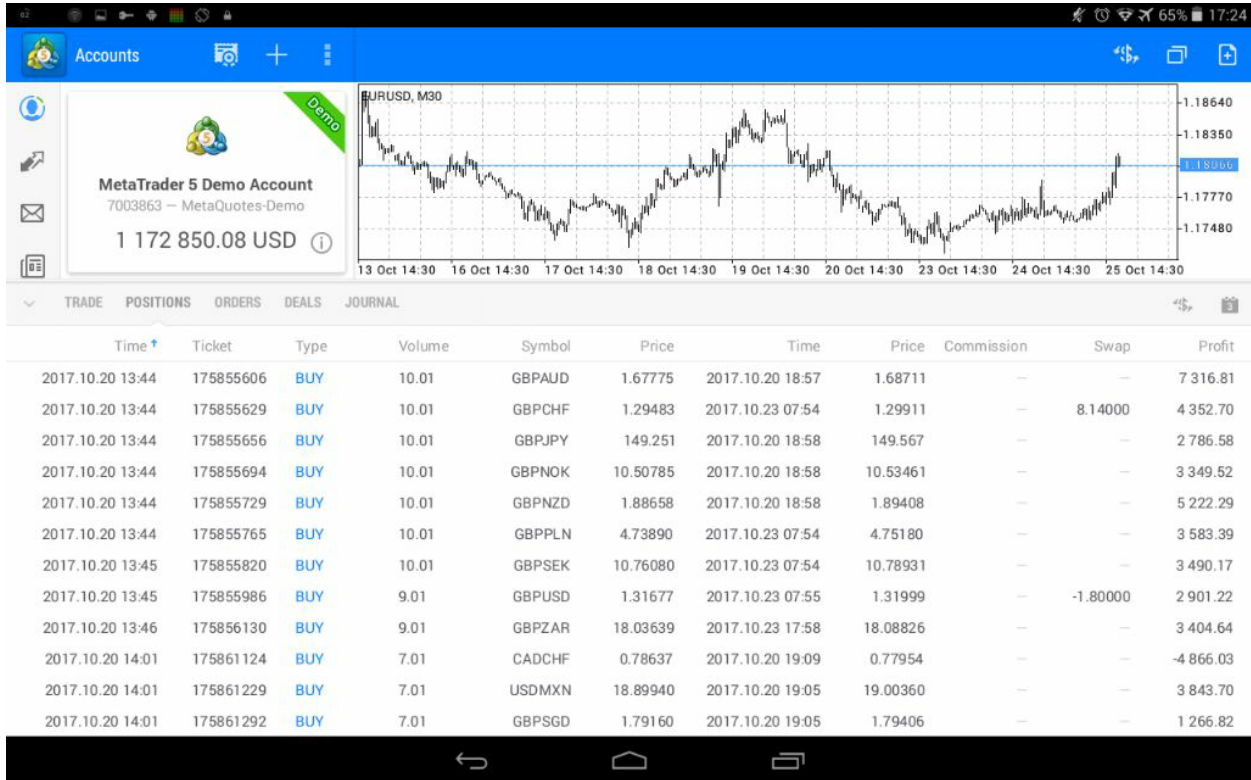 65% 17:24
Accounts
Demo
MetaTrader 5 Demo Account
7003863 — MetaQuotes-Demo
1 172 850.08 USD
EURUSD, M30
1.18640
1.18350
1.18066
1.17770
1.17480
13 Oct 14:30 16 Oct 14:30 17 Oct 14:30 18 Oct 14:30 19 Oct 14:30 20 Oct 14:30 23 Oct 14:30 24 Oct 14:30 25 Oct 14:30
TRADE POSITIONS ORDERS DEALS JOURNAL
Time Ticket Type Volume Symbol Price Time Price Commission Swap Profit
2017.10.20 13:44 175855606 BUY 10.01 GBPAUD 1.67775 2017.10.20 18:57 1.68711 — — 7 316.81
2017.10.20 13:44 175855629 BUY 10.01 GBPCHF 1.29483 2017.10.23 07:54 1.29911 — 8.14000 4 352.70
2017.10.20 13:44 175855656 BUY 10.01 GBPJPY 149.251 2017.10.20 18:58 149.567 — — 2 786.58
2017.10.20 13:44 175855694 BUY 10.01 GBPNOK 10.50785 2017.10.20 18:58 10.53461 — — 3 349.52
2017.10.20 13:44 175855729 BUY 10.01 GBPNZD 1.88658 2017.10.20 18:58 1.89408 — — 5 222.29
2017.10.20 13:44 175855765 BUY 10.01 GBPPLN 4.73890 2017.10.23 07:54 4.75180 — — 3 583.39
2017.10.20 13:45 175855820 BUY 10.01 GBPSEK 10.76080 2017.10.23 07:54 10.78931 — — 3 490.17
2017.10.20 13:45 175855986 BUY 9.01 GBPUSD 1.31677 2017.10.23 07:55 1.31999 — -1.80000 2 901.22
2017.10.20 13:46 175856130 BUY 9.01 GBPZAR 18.03639 2017.10.23 17:58 18.08826 — — 3 404.64
2017.10.20 14:01 175861124 BUY 7.01 CADCHF 0.78637 2017.10.20 19:09 0.77954 — — -4 866.03
2017.10.20 14:01 175861229 BUY 7.01 USDMXN 18.89940 2017.10.20 19:05 19.00360 — — 3 843.70
2017.10.20 14:01 175861292 BUY 7.01 GBPSGD 1.79160 2017.10.20 19:05 1.79406 — — 1 266.82